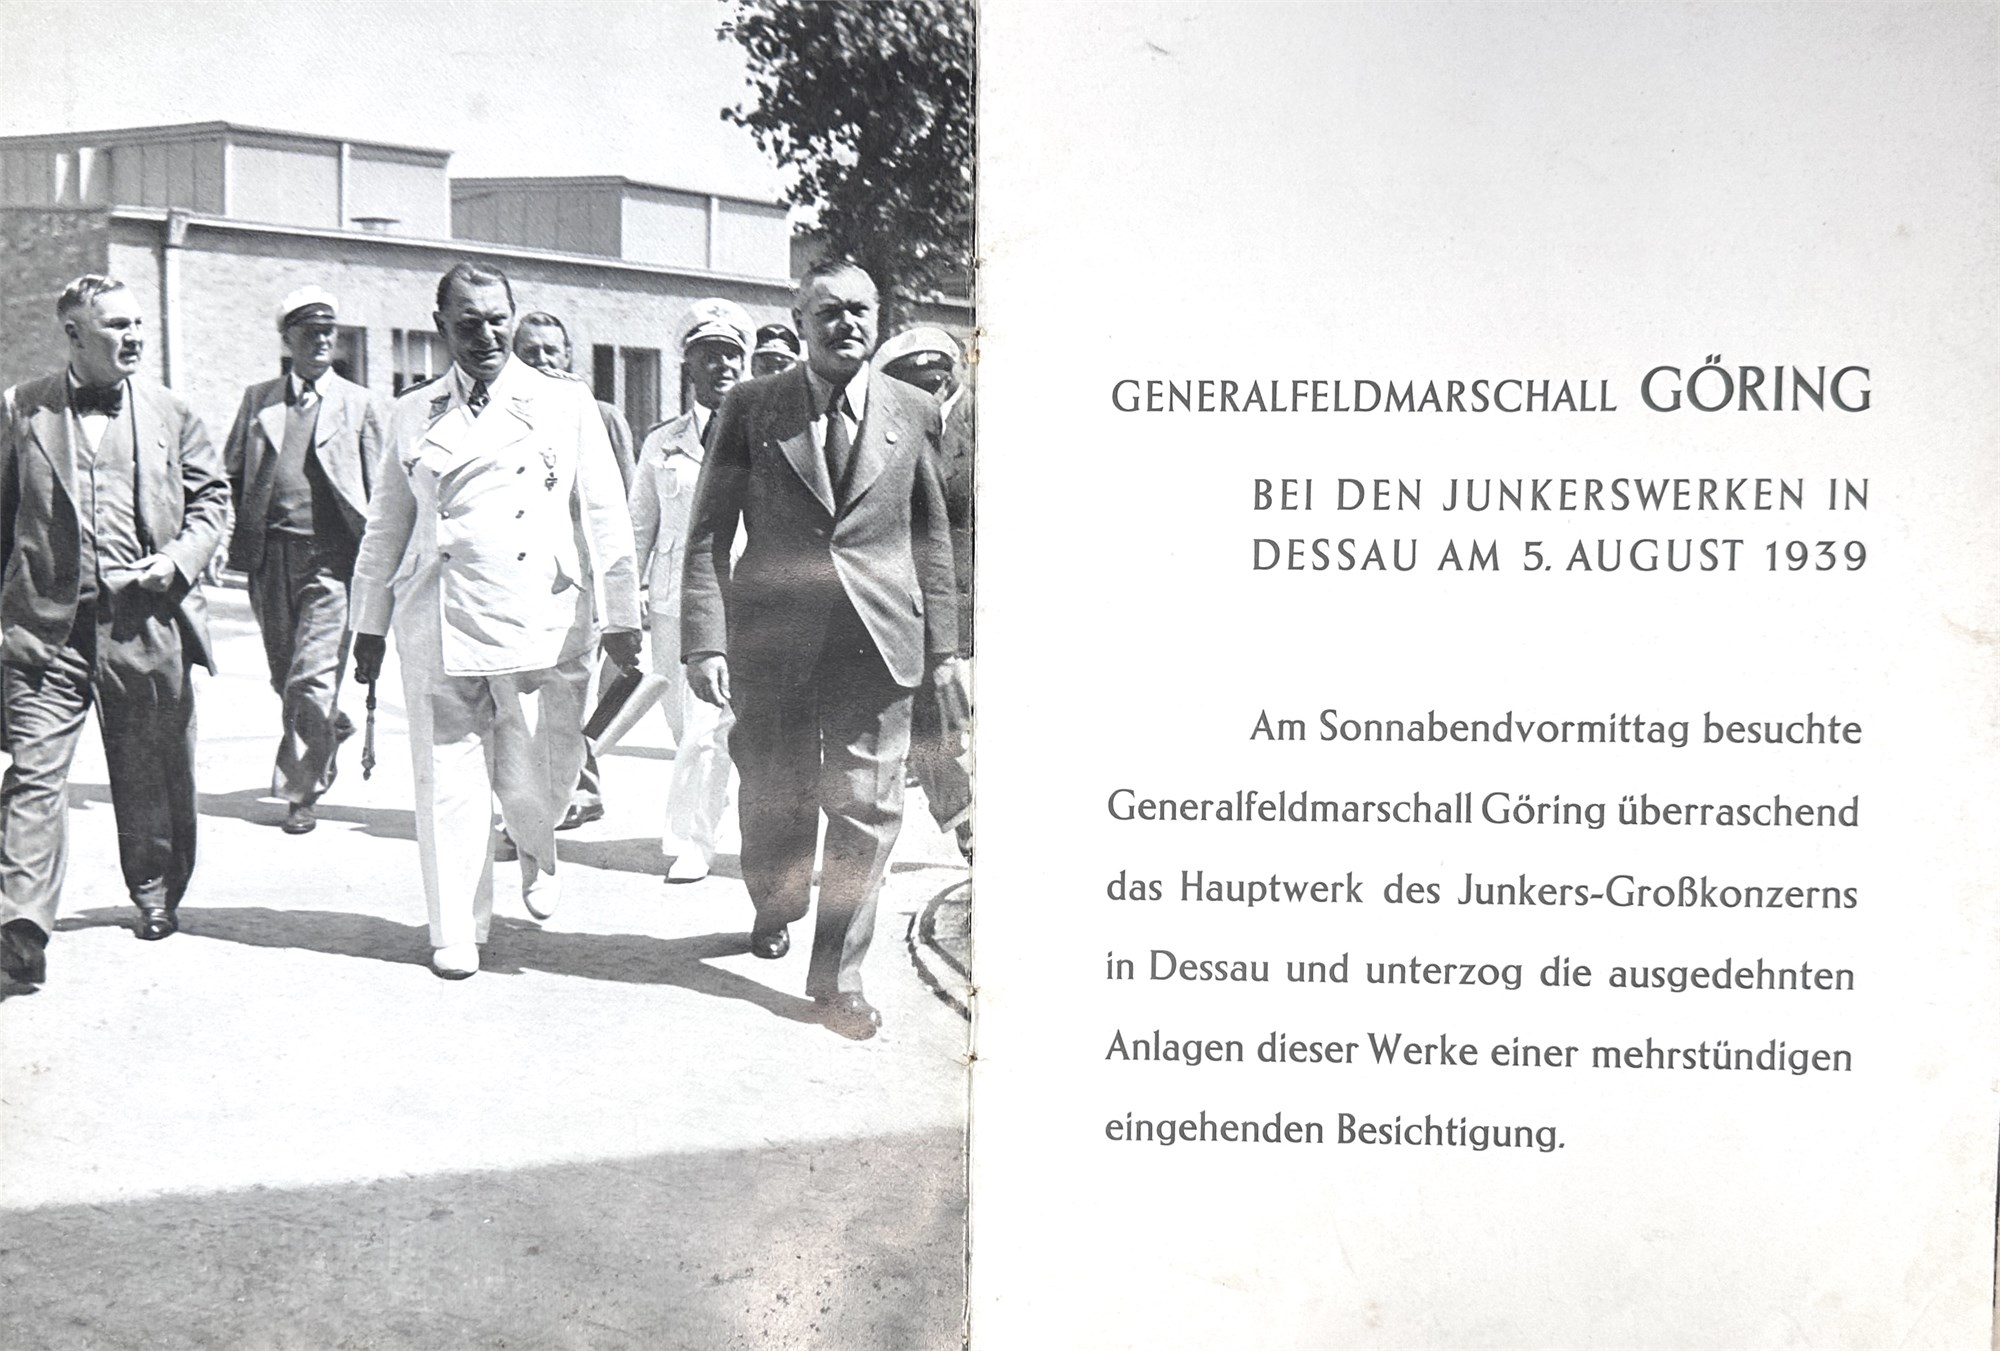 GENERALFELDMARSCHALL GÖRING
BEI DEN JUNKERSWERKEN IN
DESSAU AM 5. AUGUST 1939
Am Sonnabendvormittag besuchte
Generalfeldmarschall Göring überraschend
das Hauptwerk des Junkers-Großkonzerns
in Dessau und unterzog die ausgedehnten
Anlagen dieser Werke einer mehrstündigen
eingehenden Besichtigung.